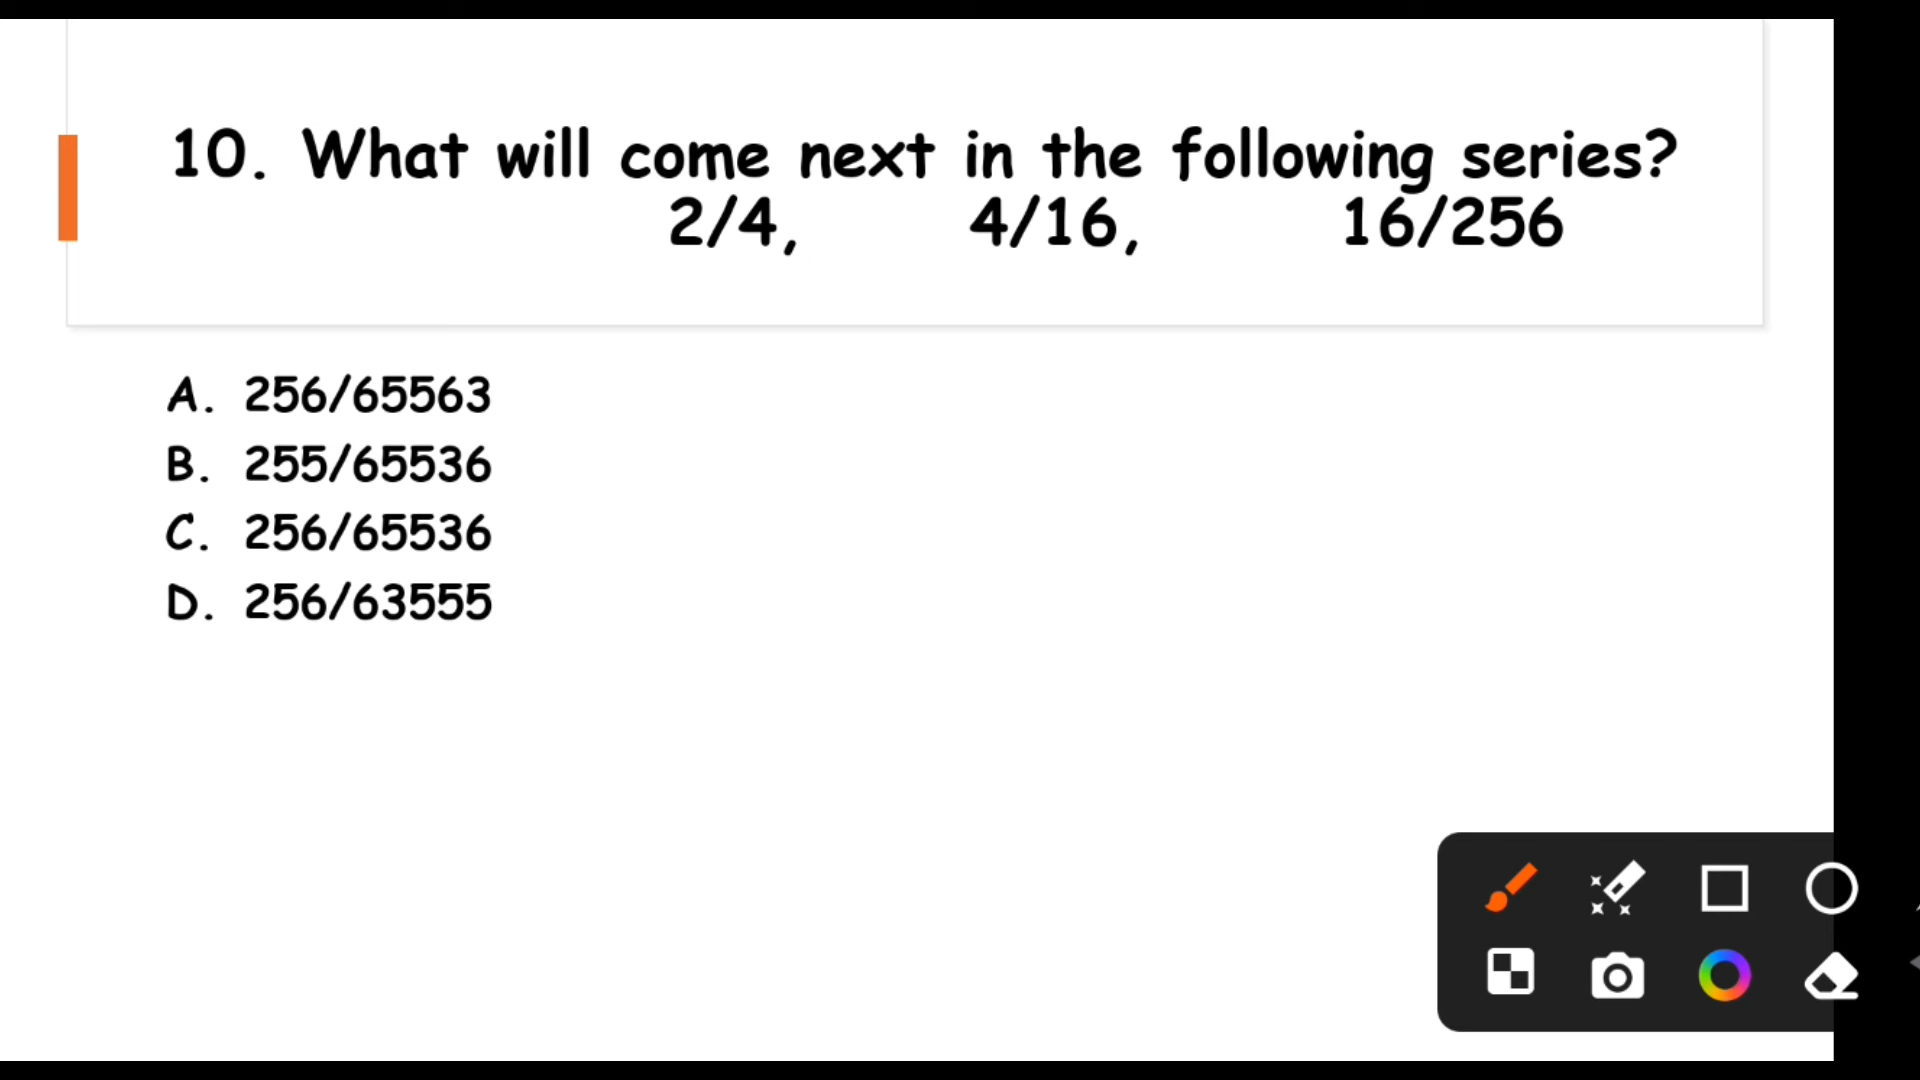 10. What will come next in the following series?
2/4, 4/16, 16/256
A. 256/65563
B. 255/65536
C. 256/65536
D. 256/63555